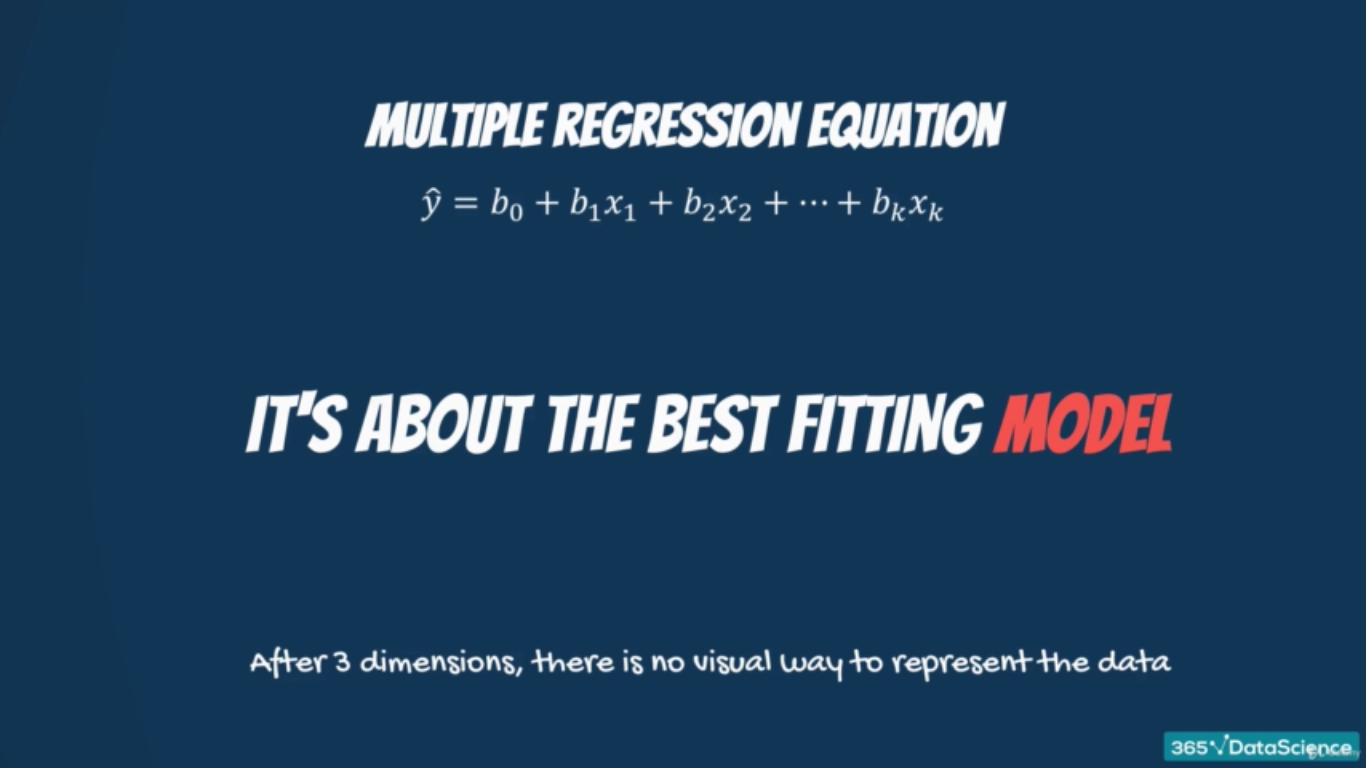 MULTIPLE REGRESSION EQUATION
ŷ = b₀ + b₁x₁ + b₂x₂ + ⋯ + bₖxₖ
IT'S ABOUT THE BEST FITTING MODEL
After 3 dimensions, there is no visual way to represent the data
365√DataScience